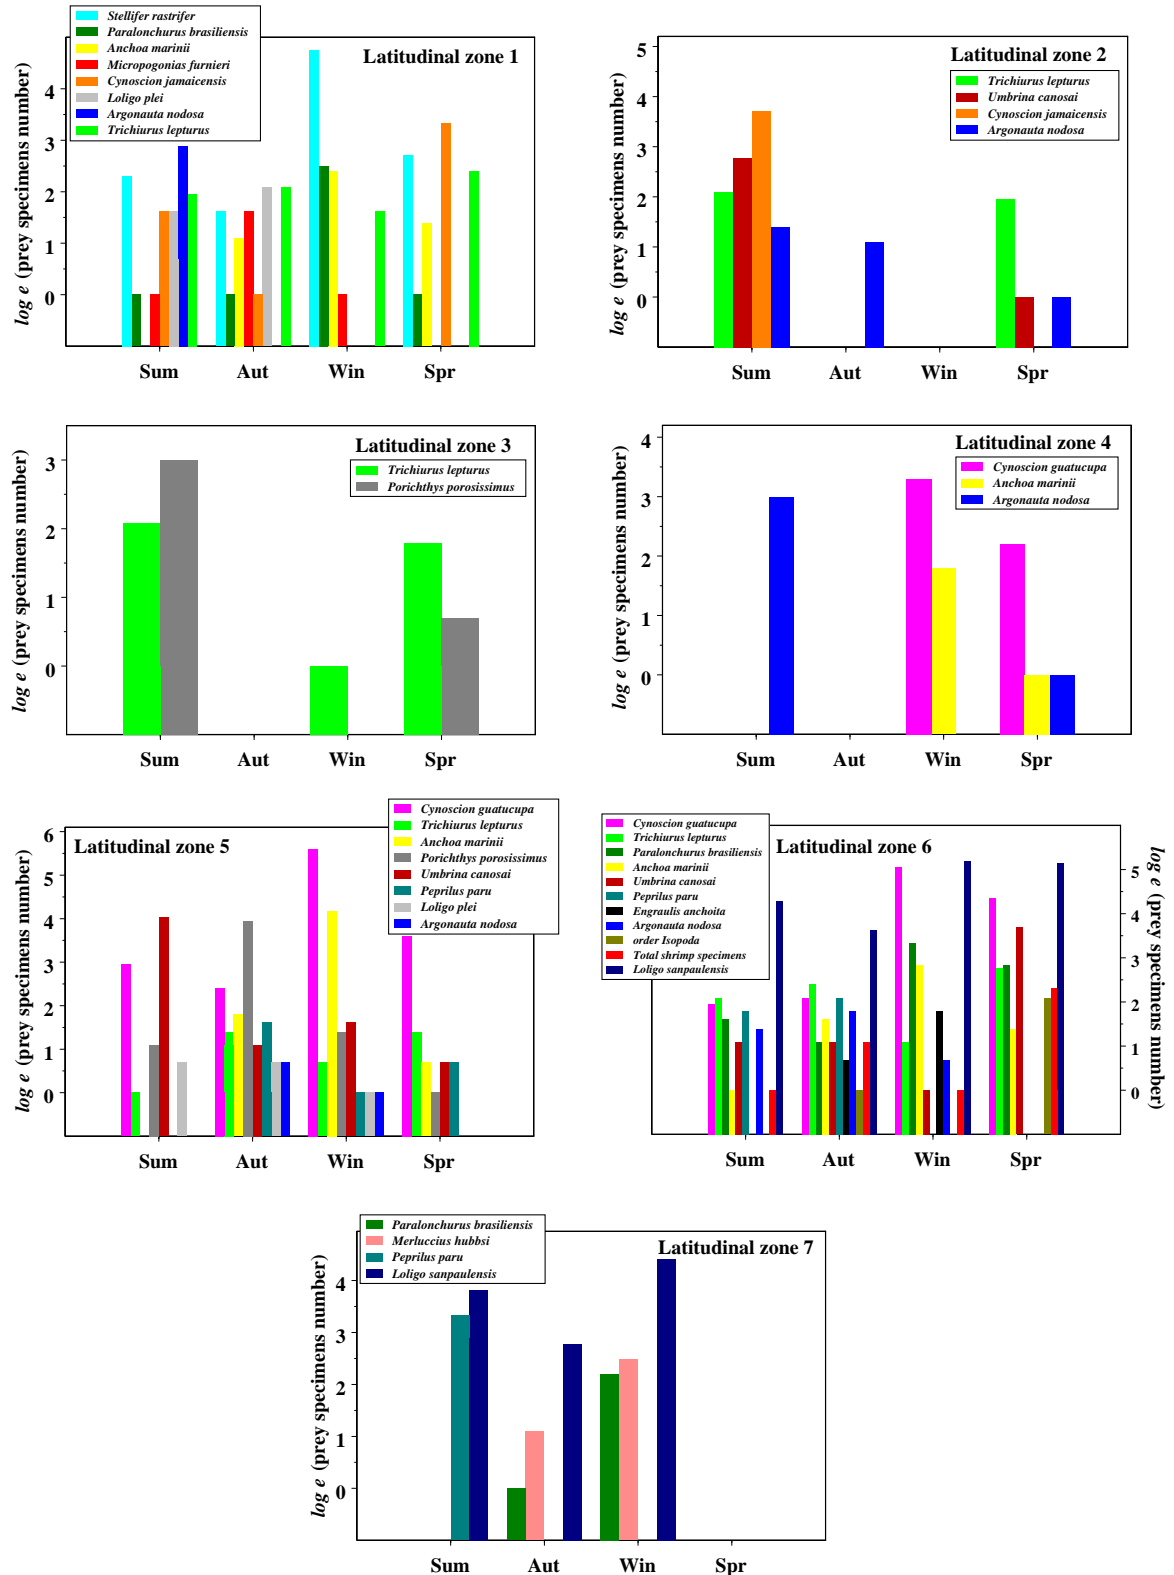 Stellifer rastrifer
Paralonchurus brasiliensis
Anchoa marinii
Micropogonias furnieri
Cynoscion jamaicensis
Loligo plei
Argonauta nodosa
Trichiurus lepturus
Latitudinal zone 1
log e (prey specimens number)
4
3
2
1
0
Sum Aut Win Spr
Latitudinal zone 2
Trichiurus lepturus
Umbrina canosai
Cynoscion jamaicensis
Argonauta nodosa
log e (prey specimens number)
5
4
3
2
1
0
Sum Aut Win Spr
Latitudinal zone 3
Trichiurus lepturus
Porichthys porosissimus
log e (prey specimens number)
3
2
1
0
Sum Aut Win Spr
Latitudinal zone 4
Cynoscion guatucupa
Anchoa marinii
Argonauta nodosa
log e (prey specimens number)
4
3
2
1
0
Sum Aut Win Spr
Latitudinal zone 5
Cynoscion guatucupa
Trichiurus lepturus
Anchoa marinii
Porichthys porosissimus
Umbrina canosai
Peprilus paru
Loligo plei
Argonauta nodosa
log e (prey specimens number)
6
5
4
3
2
1
0
Sum Aut Win Spr
Cynoscion guatucupa
Trichiurus lepturus
Paralonchurus brasiliensis
Anchoa marinii
Umbrina canosai
Peprilus paru
Engraulis anchoita
Argonauta nodosa
order Isopoda
Total shrimp specimens
Loligo sanpaulensis
Latitudinal zone 6
log e (prey specimens number)
5
4
3
2
1
0
Sum Aut Win Spr
Paralonchurus brasiliensis
Merluccius hubbsi
Peprilus paru
Loligo sanpaulensis
Latitudinal zone 7
log e (prey specimens number)
4
3
2
1
0
Sum Aut Win Spr